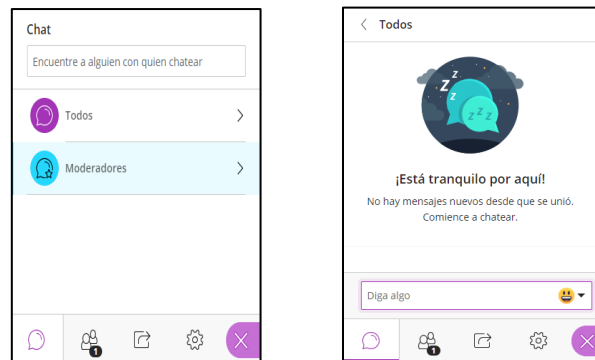 Chat
Encuentre a alguien con quien chatear
Todos
Moderadores
1
Todos
z z z
z z z
¡Está tranquilo por aquí!
No hay mensajes nuevos desde que se unió.
Comience a chatear.
Diga algo
1